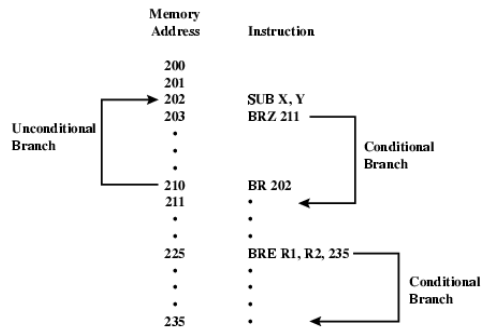 Memory
Address Instruction
200
201
202 SUB X, Y
203 BRZ 211
Unconditional
Branch
Conditional
Branch
210 BR 202
211
225 BRE R1, R2, 235
Conditional
Branch
235